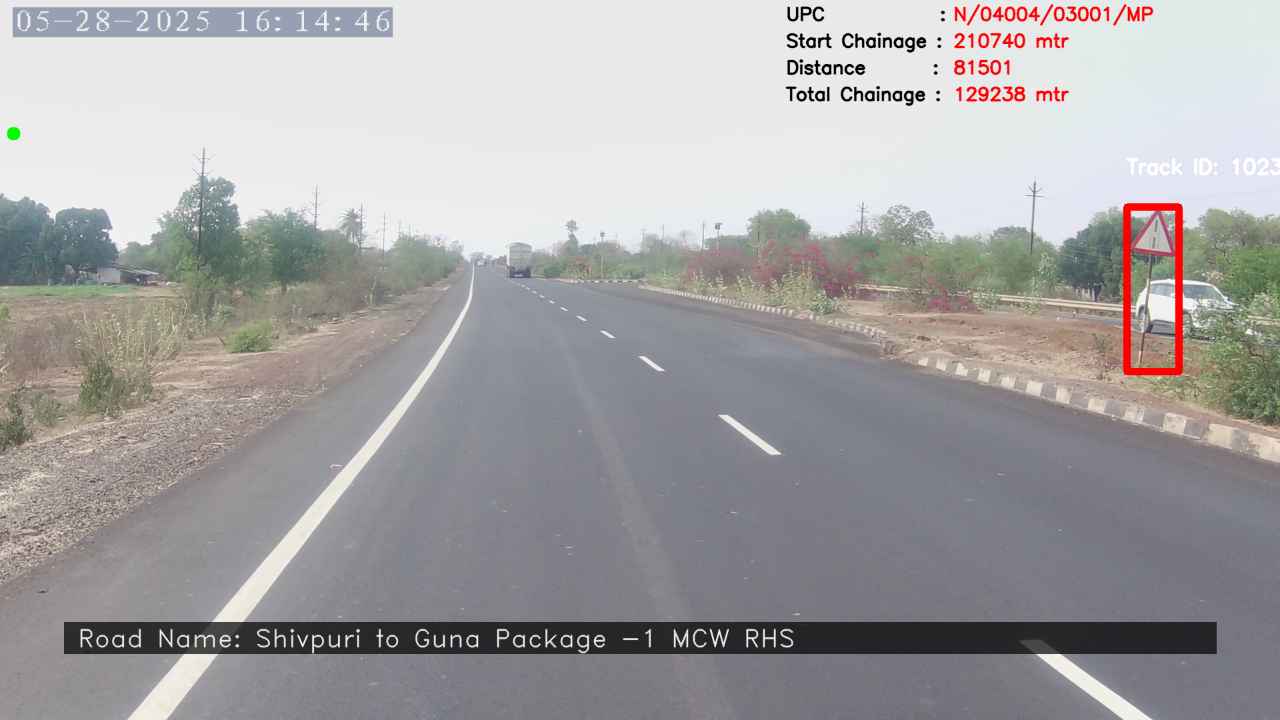 05-28-2025 16:14:46
UPC : N/04004/03001/MP
Start Chainage : 210740 mtr
Distance : 81501
Total Chainage : 129238 mtr
Track ID: 1023
Road Name: Shivpuri to Guna Package -1 MCW RHS